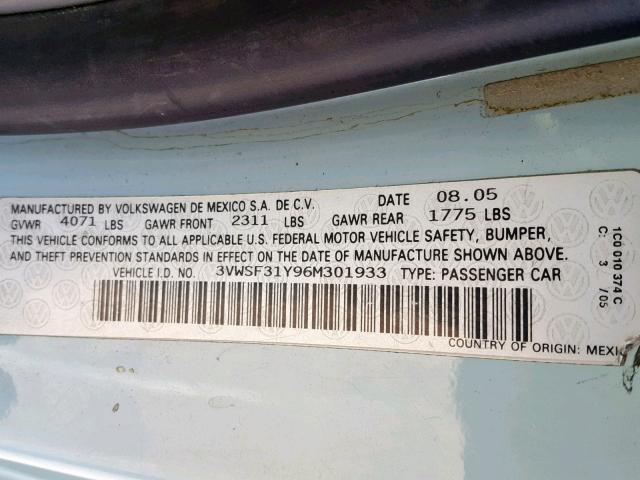 MANUFACTURED BY VOLKSWAGEN DE MEXICO S.A. DE C.V. DATE 08.05
GVWR 4071 LBS GAWR FRONT 2311 LBS GAWR REAR 1775 LBS
THIS VEHICLE CONFORMS TO ALL APPLICABLE U.S. FEDERAL MOTOR VEHICLE SAFETY, BUMPER,
AND THEFT PREVENTION STANDARDS IN EFFECT ON THE DATE OF MANUFACTURE SHOWN ABOVE.
VEHICLE I.D. NO. 3VWSF31Y96M301933 TYPE: PASSENGER CAR
COUNTRY OF ORIGIN: MEXIC
1C0 010 374 C
C: 3 /05